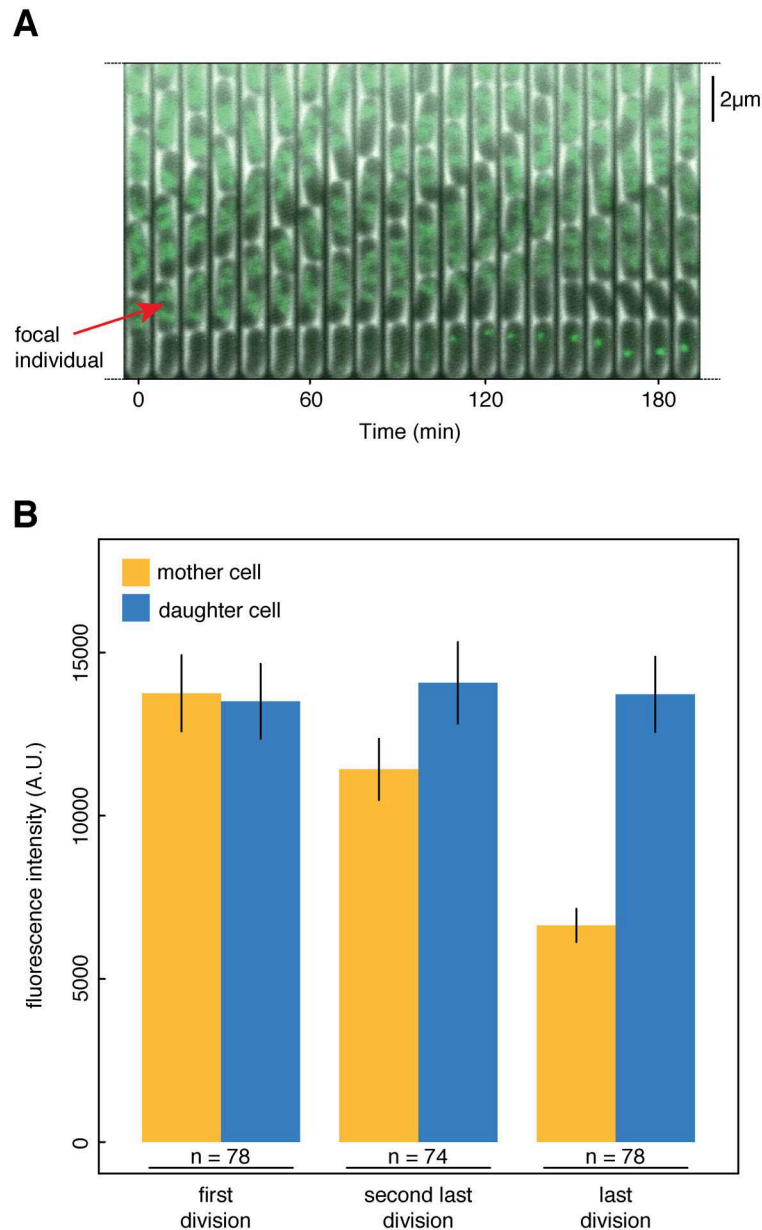 A
2µm
focal
individual
0 60 120 180
Time (min)
B
mother cell
daughter cell
fluorescence intensity (A.U.)
15000
10000
5000
0
n = 78 n = 74 n = 78
first second last last
division division division